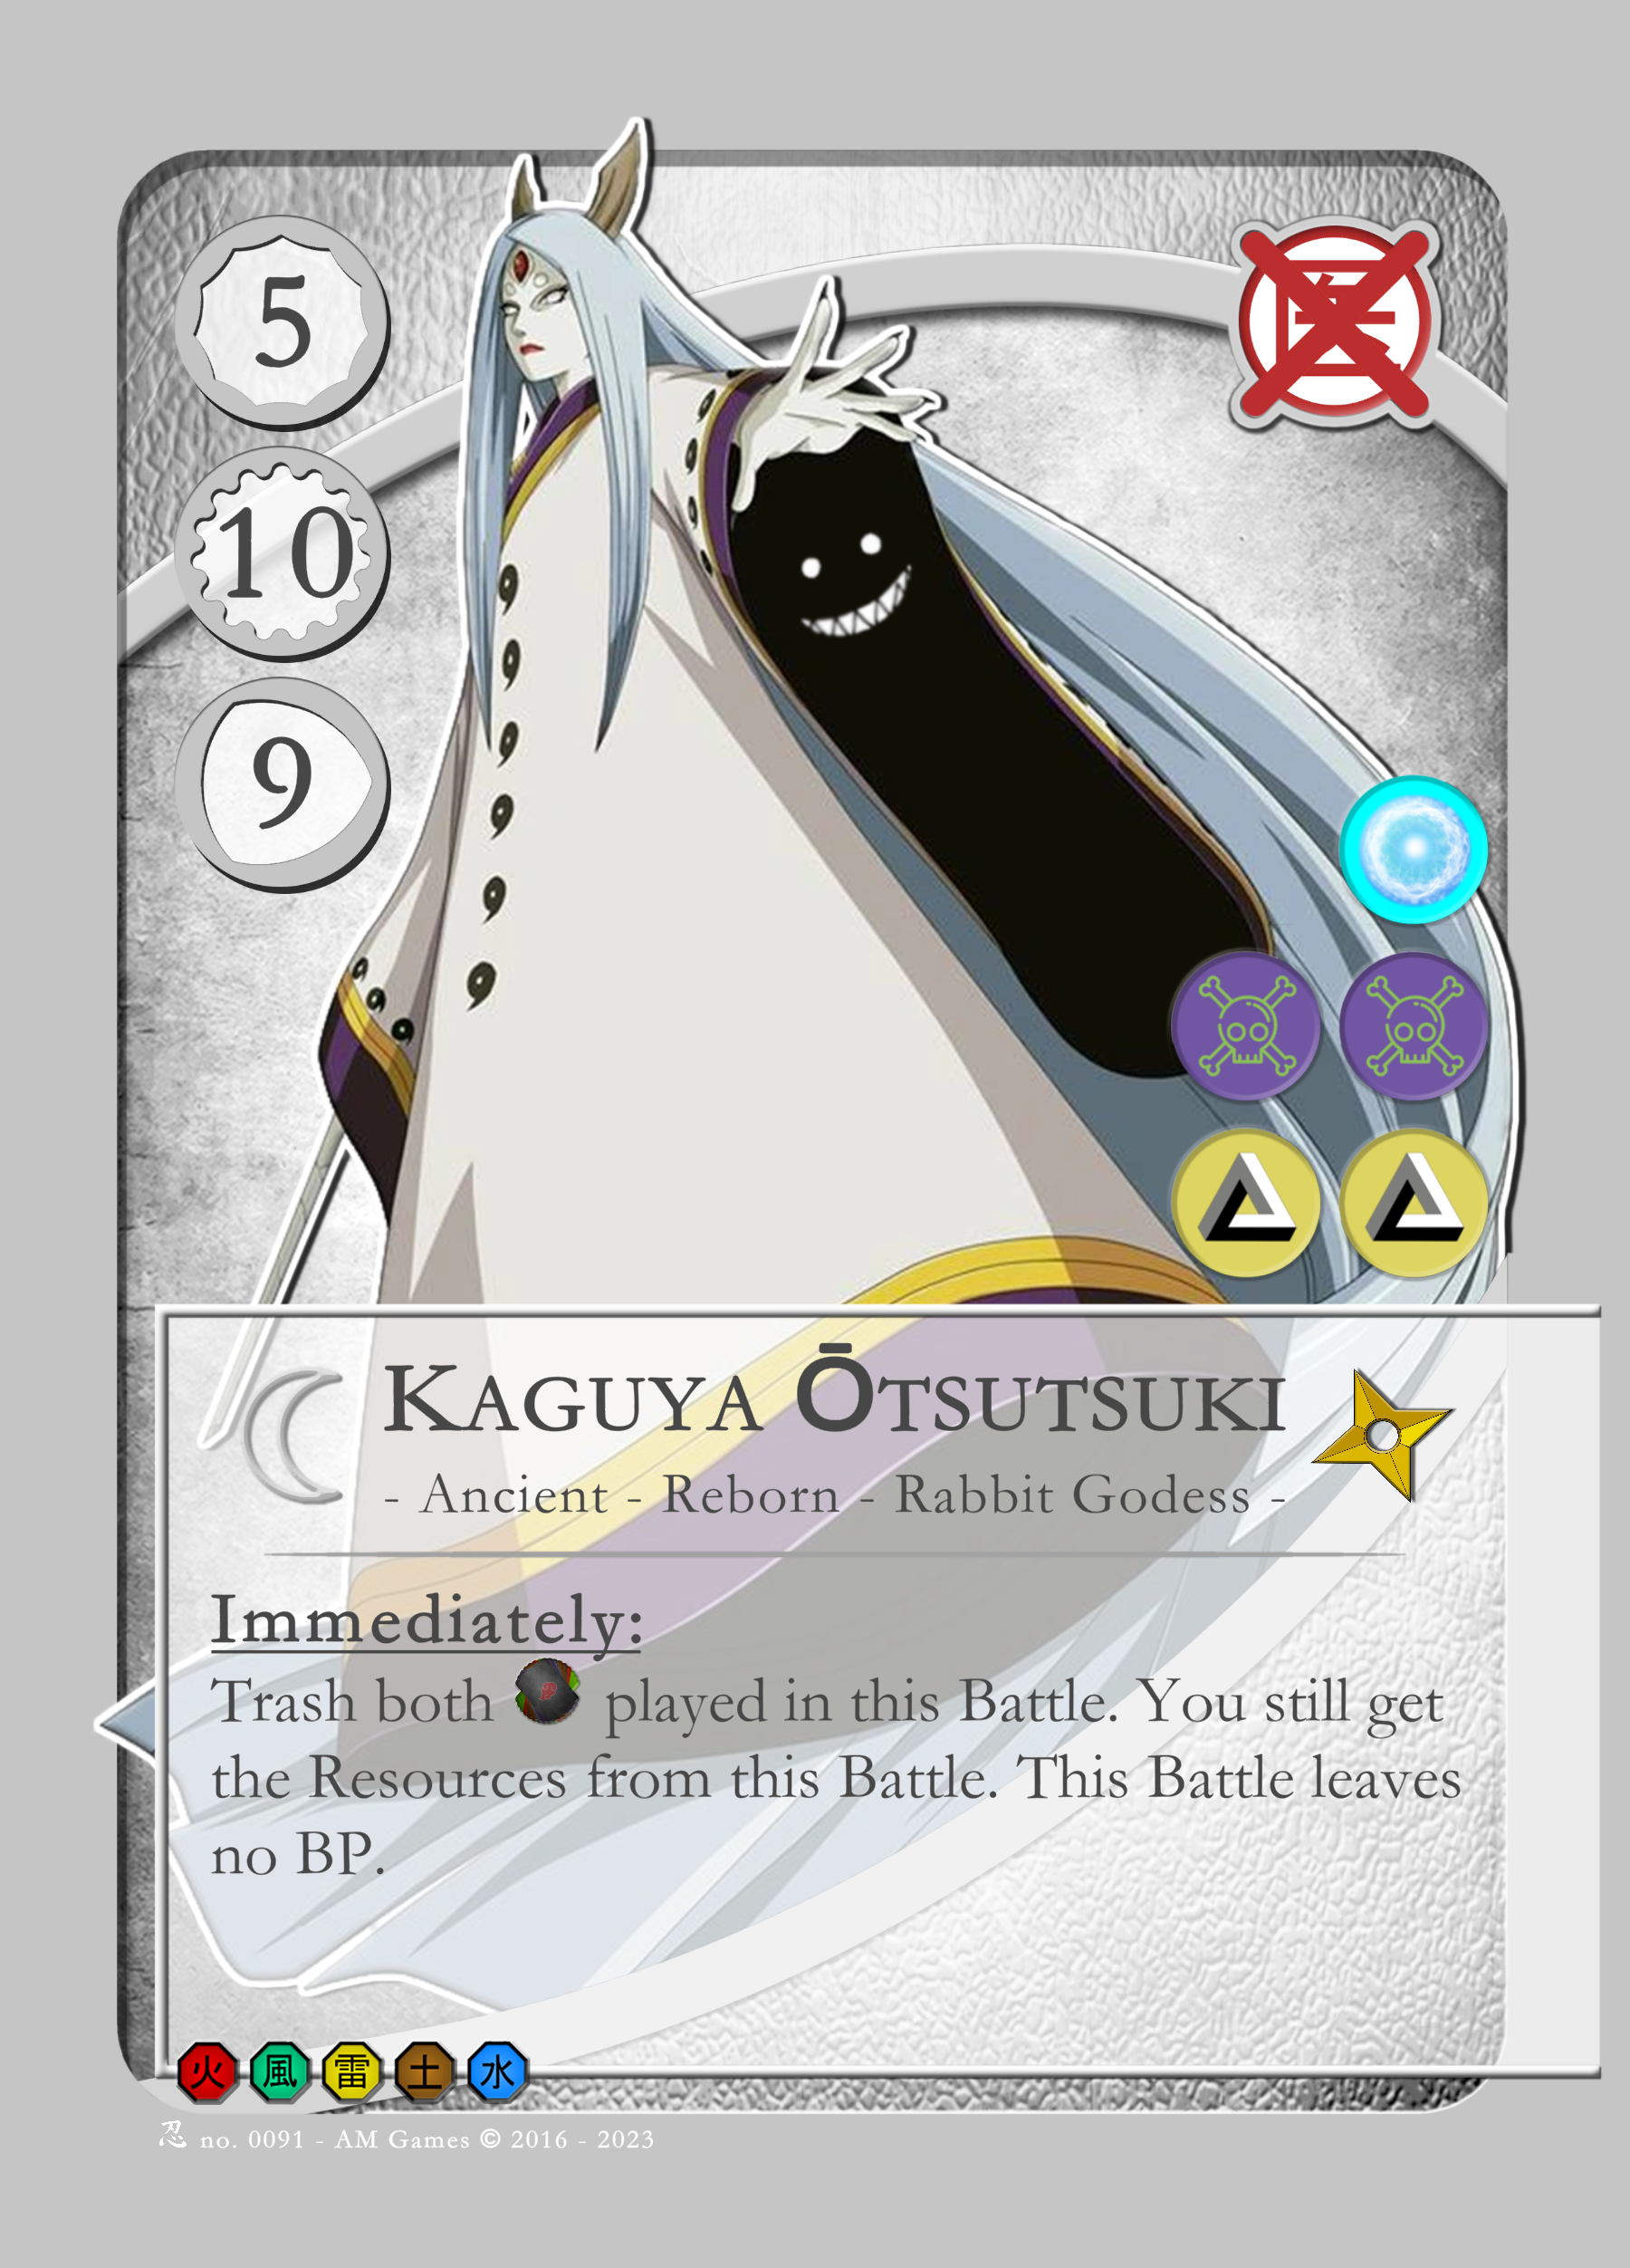 5
10
9
医
Kaguya Ōtsutsuki
- Ancient - Reborn - Rabbit Godess -
Immediately:
Trash both played in this Battle. You still get
the Resources from this Battle. This Battle leaves
no BP.
火 風 雷 土 水
忍 no. 0091 - AM Games © 2016 - 2023